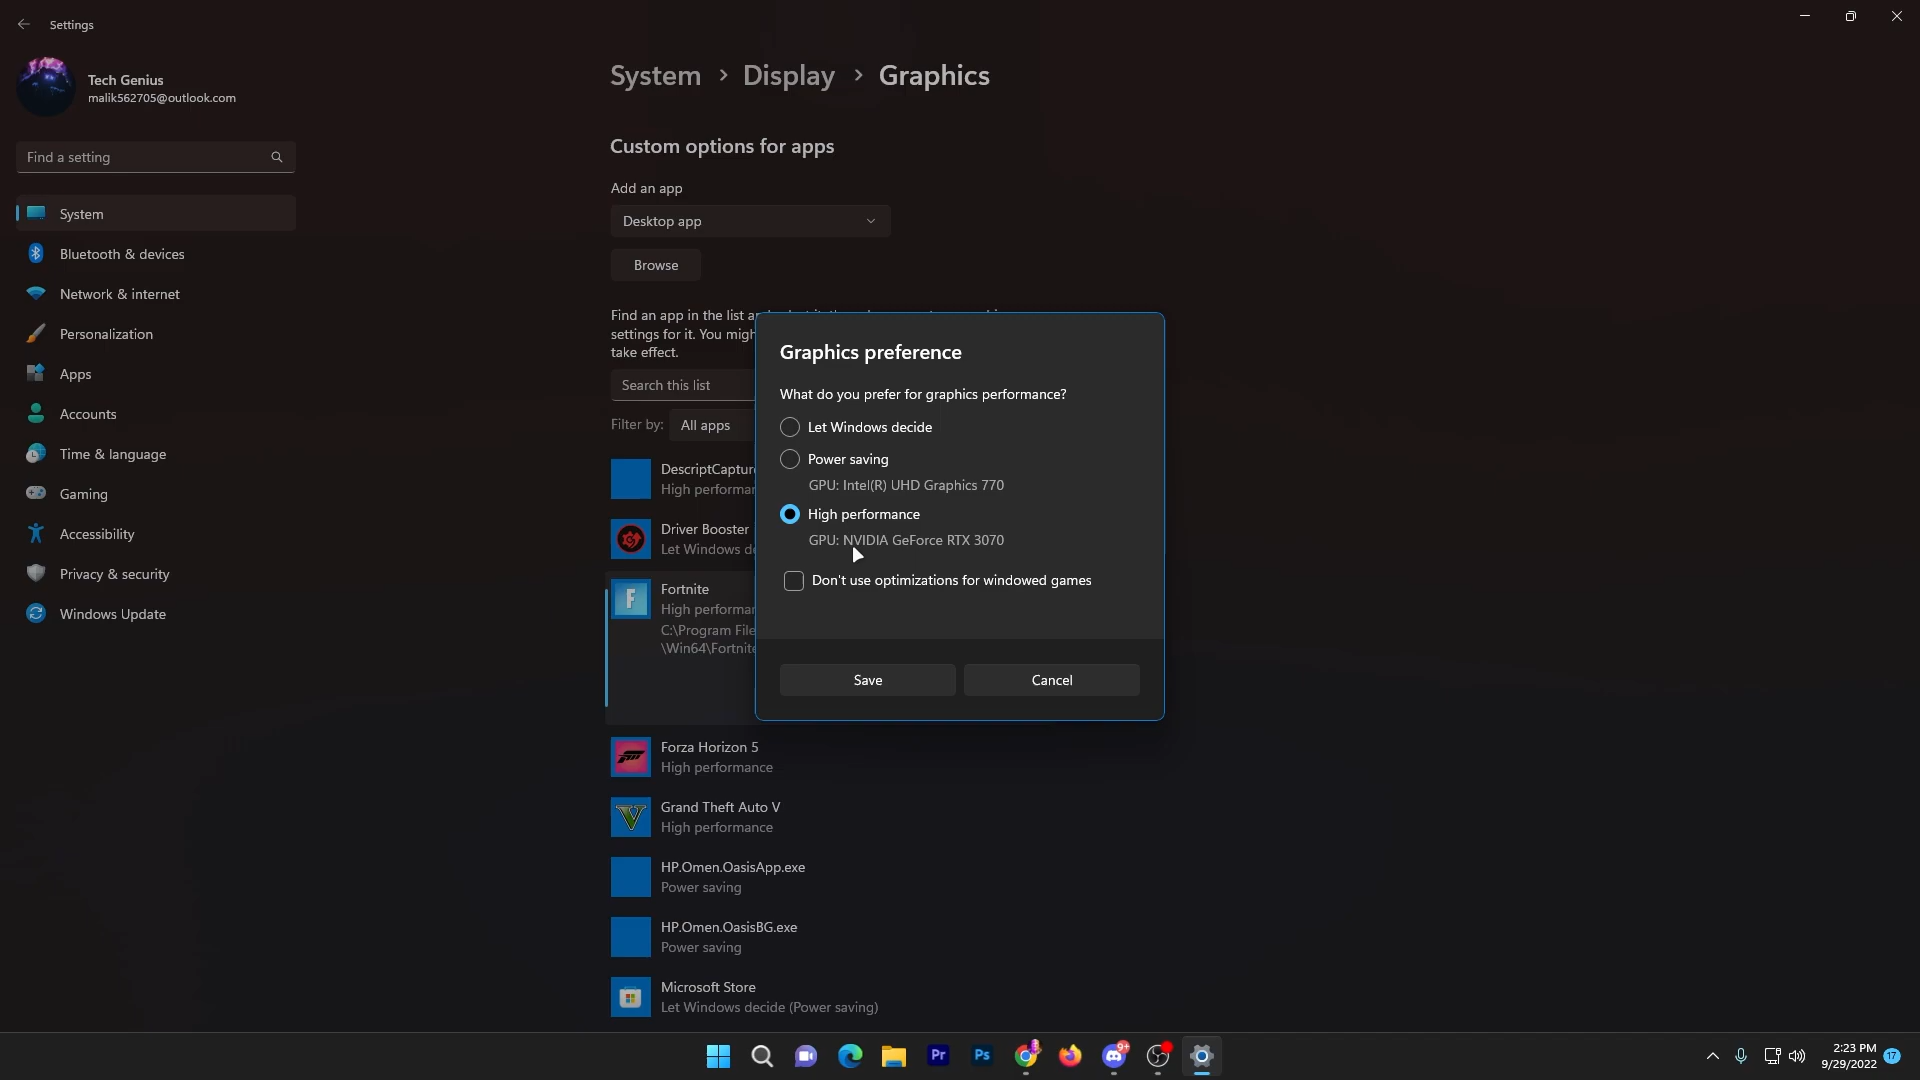 Settings
Tech Genius
malik562705@outlook.com
Find a setting
System
Bluetooth & devices
Network & internet
Personalization
Apps
Accounts
Time & language
Gaming
Accessibility
Privacy & security
Windows Update
System > Display > Graphics
Custom options for apps
Add an app
Desktop app
Browse
Find an app in the list
settings for it. You
take effect.
Search this list
Filter by: All apps
DescriptCapture
High
Driver Booster
Let Windows
Fortnite
High
C:\Program
\Win64\
Forza Horizon 5
High performance
Grand Theft Auto V
High performance
HP.Omen.OasisApp.exe
Power saving
HP.Omen.OasisBG.exe
Power saving
Microsoft Store
Let Windows decide (Power saving)
Graphics preference
What do you prefer for graphics performance?
Let Windows decide
Power saving
GPU: Intel(R) UHD Graphics 770
High performance
GPU: NVIDIA GeForce RTX 3070
Don't use optimizations for windowed games
Save Cancel
Pr
Ps
9+
2:23 PM
9/29/2022
17